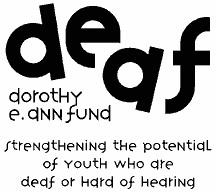 deaf
dorothy
e. ann fund
strengthening the potential
of youth who are
deaf or hard of hearing